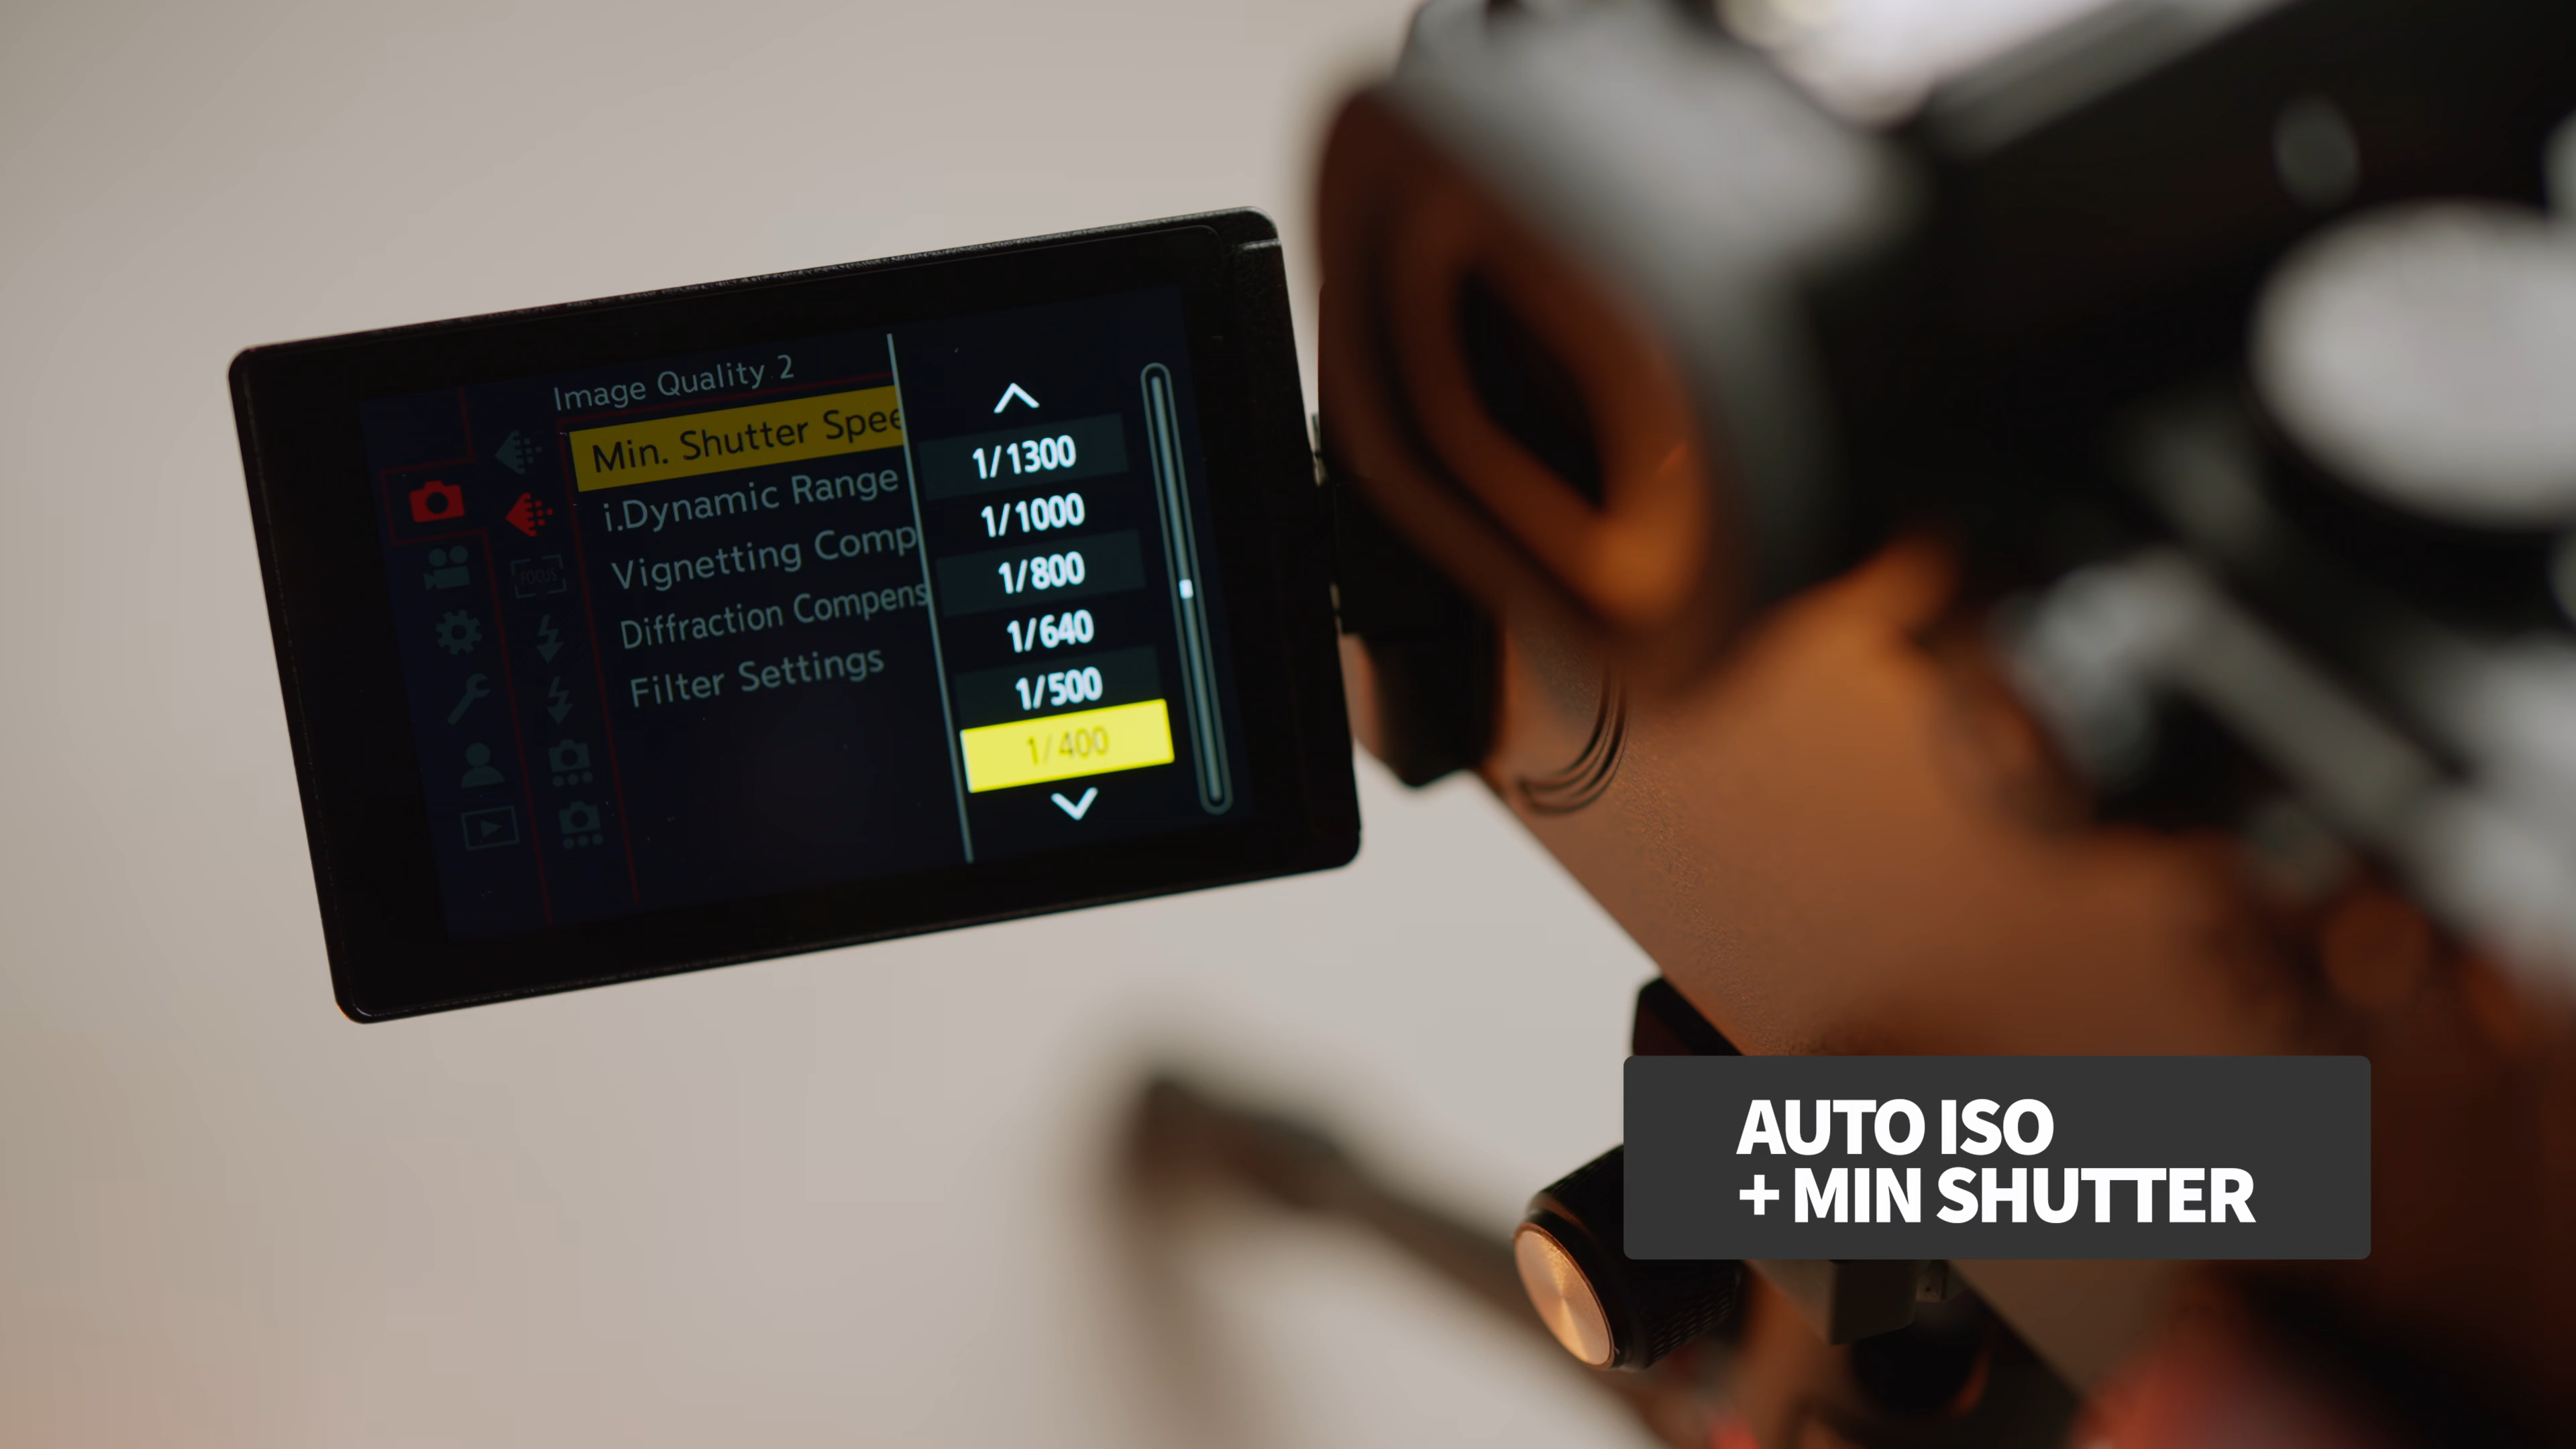 Image Quality 2
Min. Shutter Spee
i.Dynamic Range
Vignetting Comp
Diffraction Compens
Filter Settings
FOCUS
1/1300
1/1000
1/800
1/640
1/500
1/400
AUTO ISO
+ MIN SHUTTER